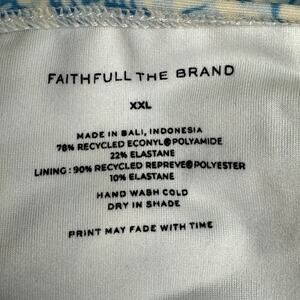 FAITHFULL THE BRAND
XXL
MADE IN BALI, INDONESIA
78% RECYCLED ECONYL®POLYAMIDE
22% ELASTANE
LINING : 90% RECYCLED REPREVE®POLYESTER
10% ELASTANE
HAND WASH COLD
DRY IN SHADE
PRINT MAY FADE WITH TIME